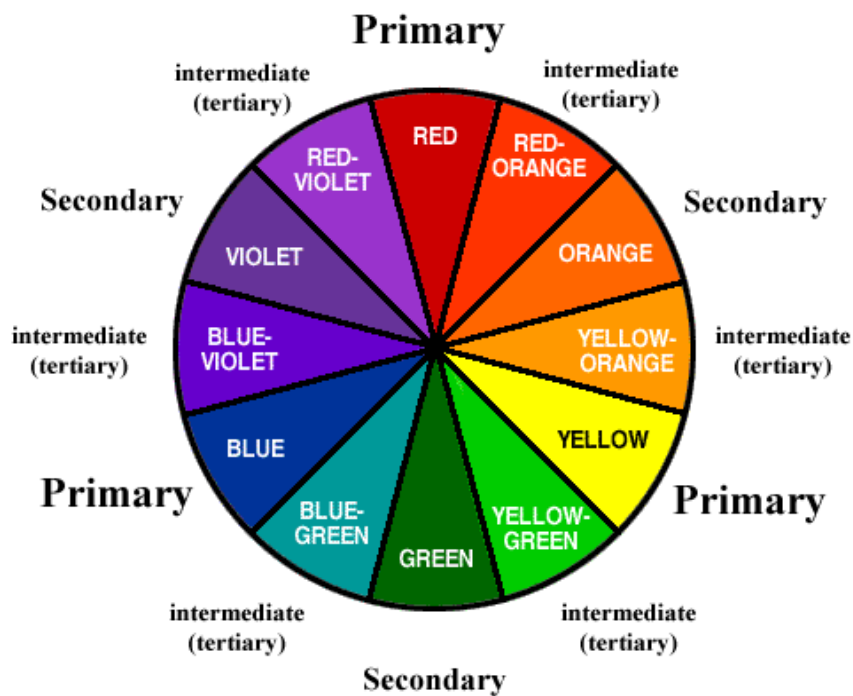 Primary
intermediate
(tertiary)
intermediate
(tertiary)
RED
RED-
VIOLET
RED-
ORANGE
Secondary
Secondary
VIOLET
ORANGE
intermediate
(tertiary)
BLUE-
VIOLET
YELLOW-
ORANGE
intermediate
(tertiary)
BLUE
YELLOW
Primary
Primary
BLUE-
GREEN
GREEN
YELLOW-
GREEN
intermediate
(tertiary)
intermediate
(tertiary)
Secondary